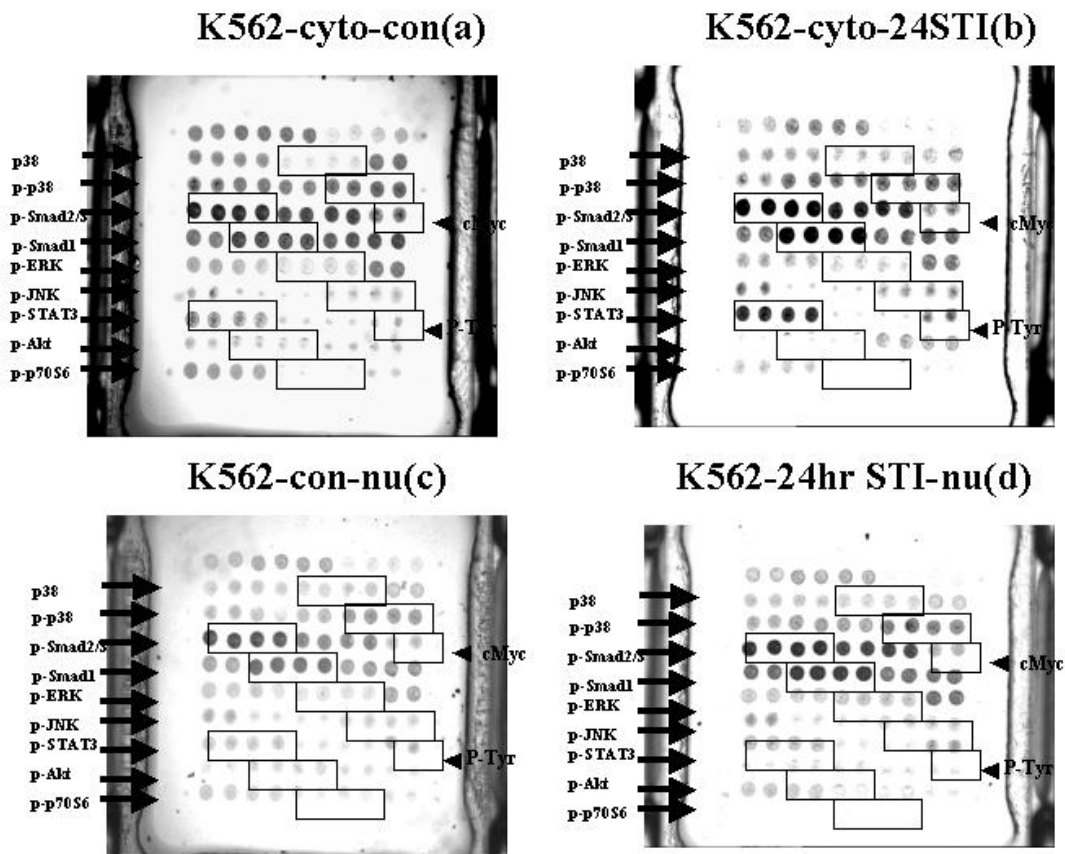 K562-cyto-con(a)
K562-cyto-24STI(b)
p38
p-p38
p-Smad2/3
cMyc
p-Smad1
p-ERK
p-JNK
p-STAT3
P-Tyr
p-Akt
p-p70S6
p38
p-p38
p-Smad2/3
cMyc
p-Smad1
p-ERK
p-JNK
p-STAT3
P-Tyr
p-Akt
p-p70S6
K562-con-nu(c)
K562-24hr STI-nu(d)
p38
p-p38
p-Smad2/3
cMyc
p-Smad1
p-ERK
p-JNK
p-STAT3
P-Tyr
p-Akt
p-p70S6
p38
p-p38
p-Smad2/3
cMyc
p-Smad1
p-ERK
p-JNK
p-STAT3
P-Tyr
p-Akt
p-p70S6